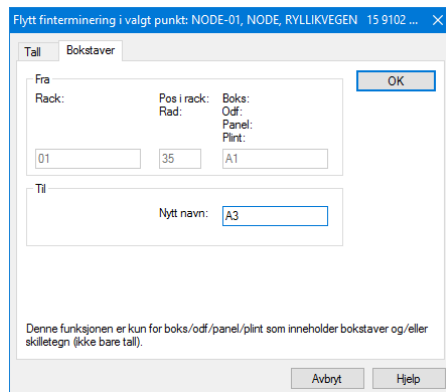 Flytt finterminering i valgt punkt: NODE-01, NODE, RYLLIKVEGEN 15 9102 ...
Tall Bokstaver
Fra
OK
Rack: Pos i rack: Boks:
Rad: Odf:
Panel:
Plint:
01 35 A1
Til
Nytt navn: A3
Denne funksjonen er kun for boks/odf/panel/plint som inneholder bokstaver og/eller
skilletegn (ikke bare tall).
Avbryt Hjelp